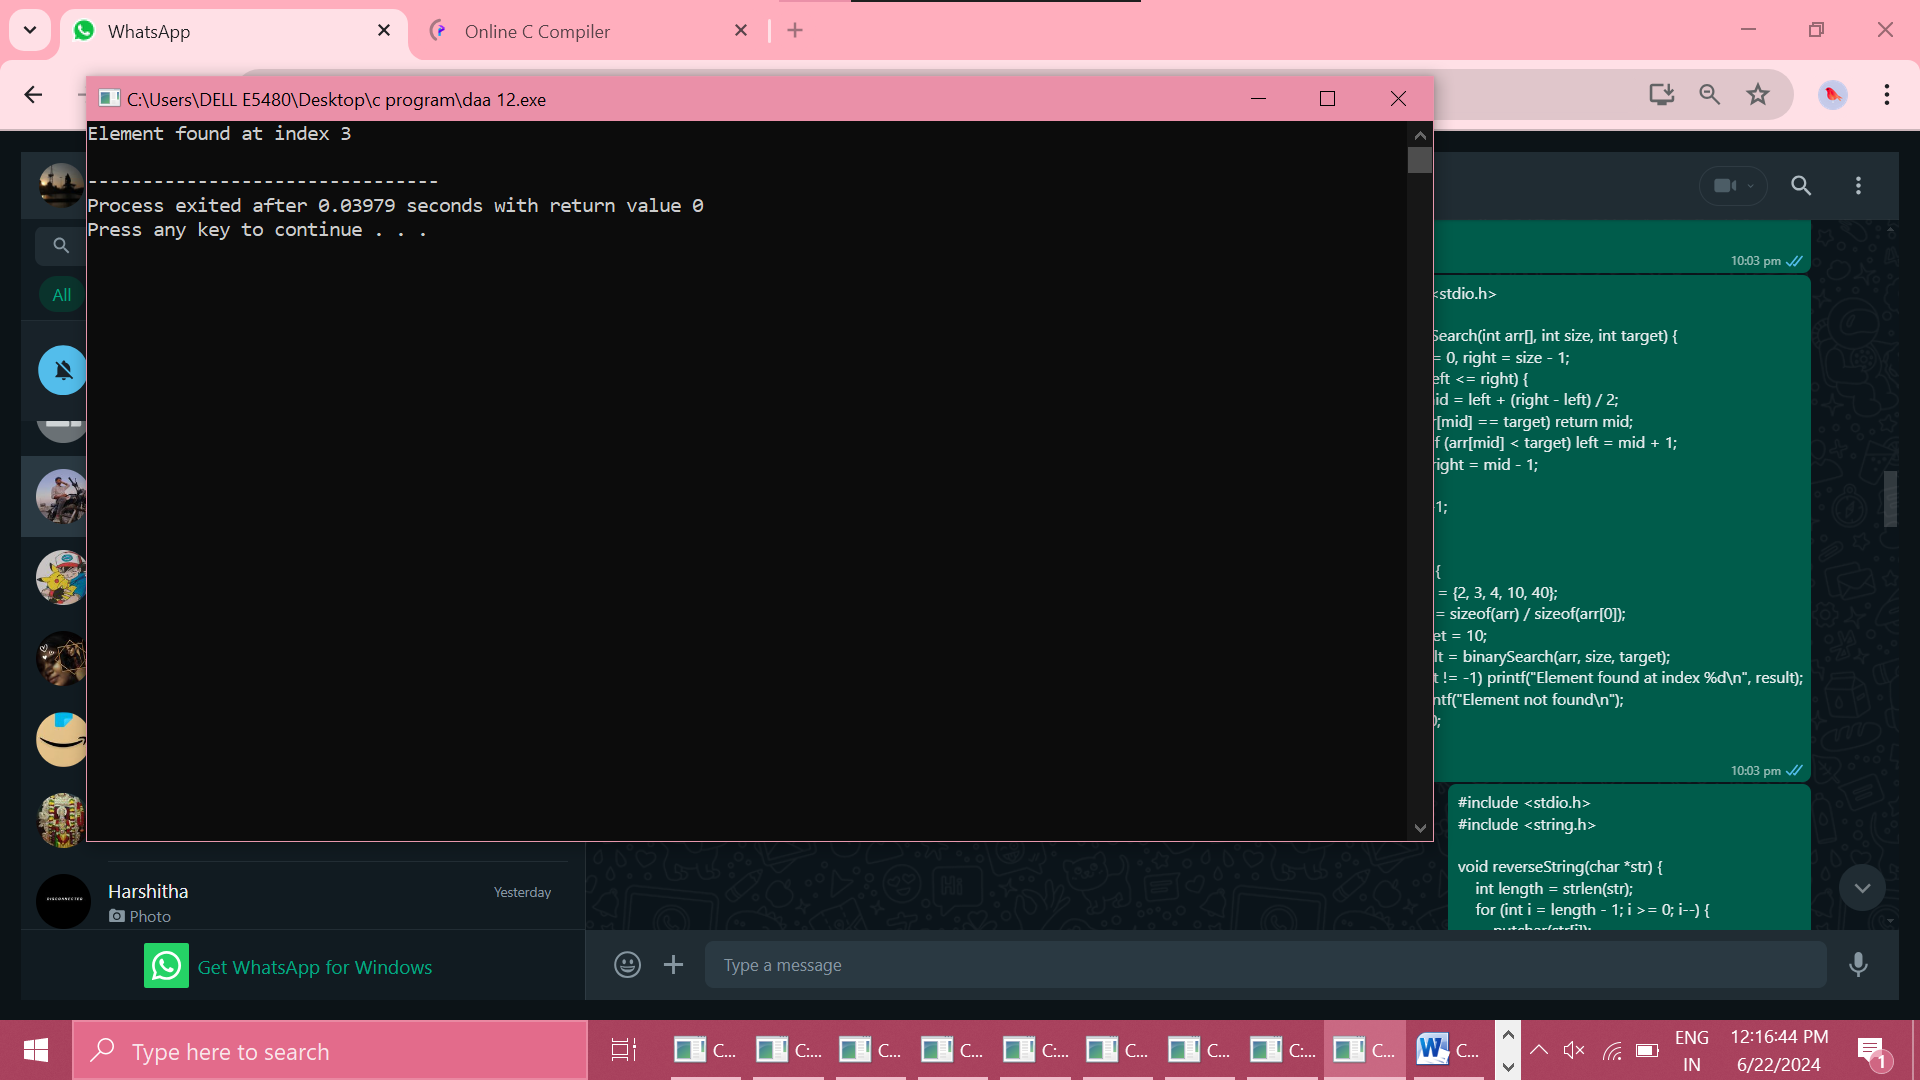 WhatsApp
Online C Compiler
C:\Users\DELL E5480\Desktop\c program\daa 12.exe
Element found at index 3
--------------------------------
Process exited after 0.03979 seconds with return value 0
Press any key to continue . . .
All
10:03 pm
<stdio.h>
Search(int arr[], int size, int target) {
= 0, right = size - 1;
eft <= right) {
id = left + (right - left) / 2;
r[mid] == target) return mid;
f (arr[mid] < target) left = mid + 1;
right = mid - 1;
1;
{
= {2, 3, 4, 10, 40};
= sizeof(arr) / sizeof(arr[0]);
et = 10;
lt = binarySearch(arr, size, target);
t != -1) printf("Element found at index %d\n", result);
ntf("Element not found\n");
0;
10:03 pm
#include <stdio.h>
#include <string.h>
void reverseString(char *str) {
int length = strlen(str);
for (int i = length - 1; i >= 0; i--) {
putchar(str[i]);
Harshitha
Yesterday
Photo
Get WhatsApp for Windows
Type a message
Type here to search
C... C:... C... C... C:... C... C... C:... C... C...
ENG
IN
12:16:44 PM
6/22/2024
1